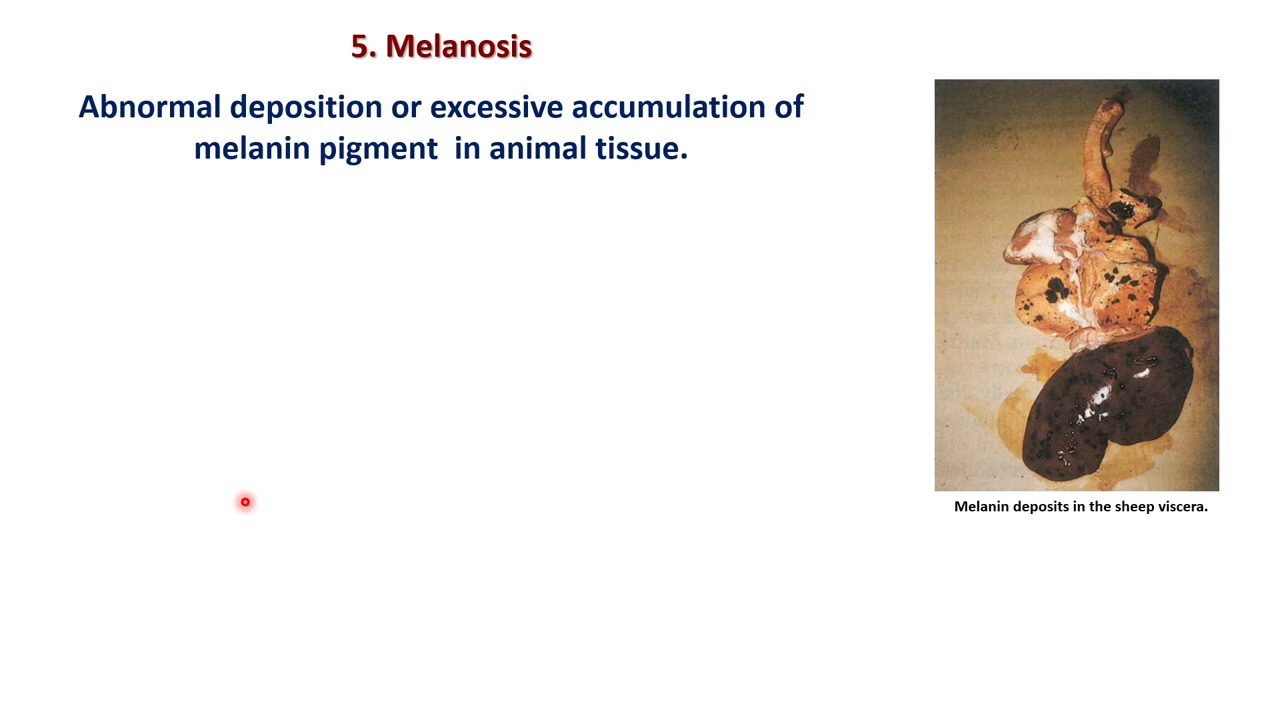 5. Melanosis
Abnormal deposition or excessive accumulation of
melanin pigment  in animal tissue.
Melanin deposits in the sheep viscera.